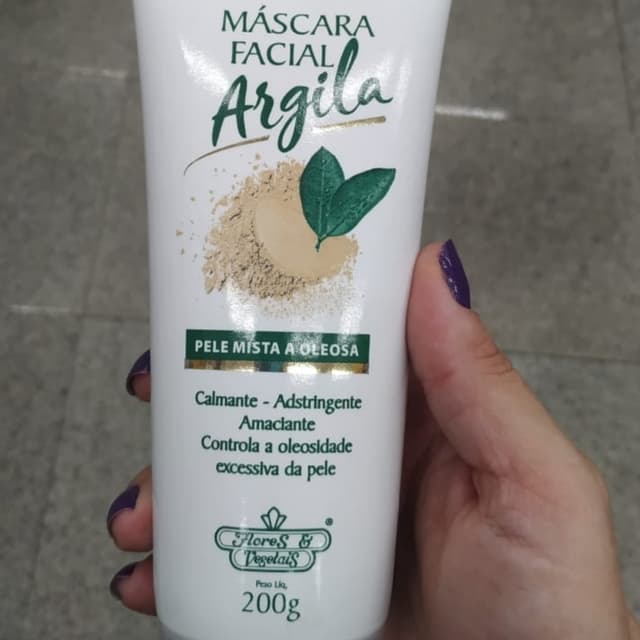 MÁSCARA
FACIAL
Argila
PELE MISTA A OLEOSA
Calmante - Adstringente
Amaciante
Controla a oleosidade
excessiva da pele
Flores &
Vegetais
®
Peso Líq.
200g